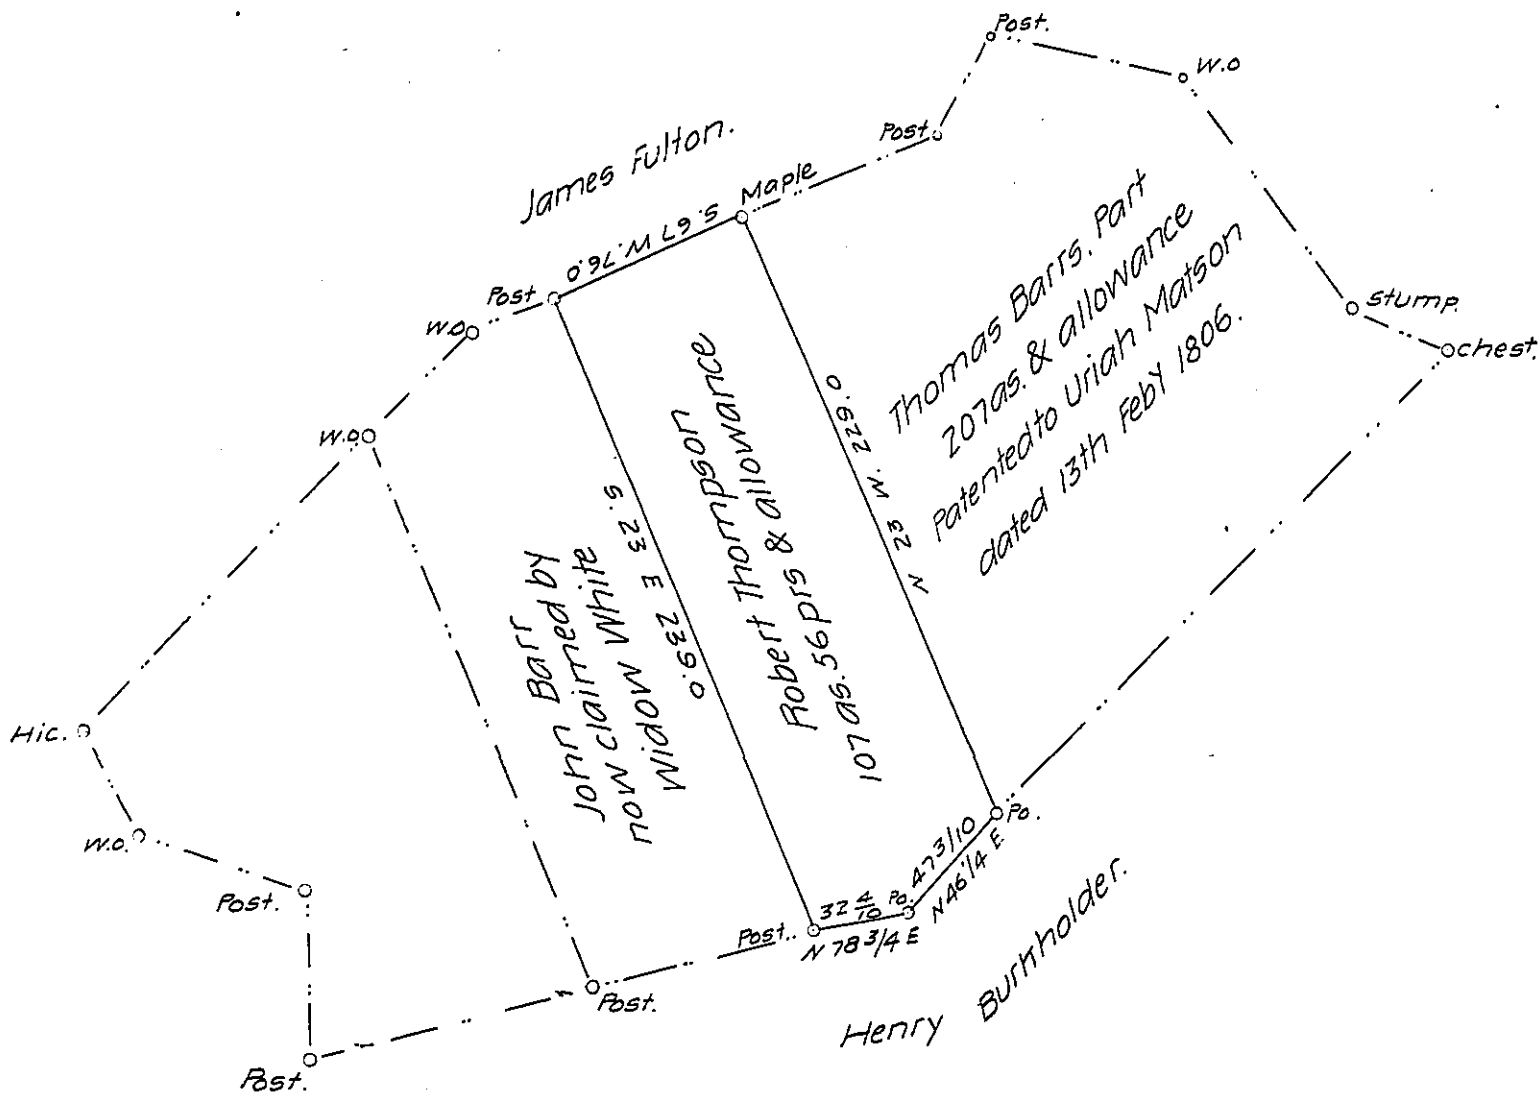 Post.
W.O
Post
James Fulton.
Maple
S. 67 W. 76.0
Post
W.O
W.O
Thomas Barrs. Part
207as. & allowance
Patented to Uriah Matson
dated 13th Feby 1806.
stump.
chest.
N 23 W. 229.0
Robert Thompson
107as. 56prs & allowance
S. 23 E 239.0
John Barr
now claimed by
Widow White
Hic.
W.O.
Post.
Post.
Post.
Post..
32 4/10
N 78 3/4 E
Po.
47 3/10
N 46 1/4 E
Po.
Henry Burkholder.